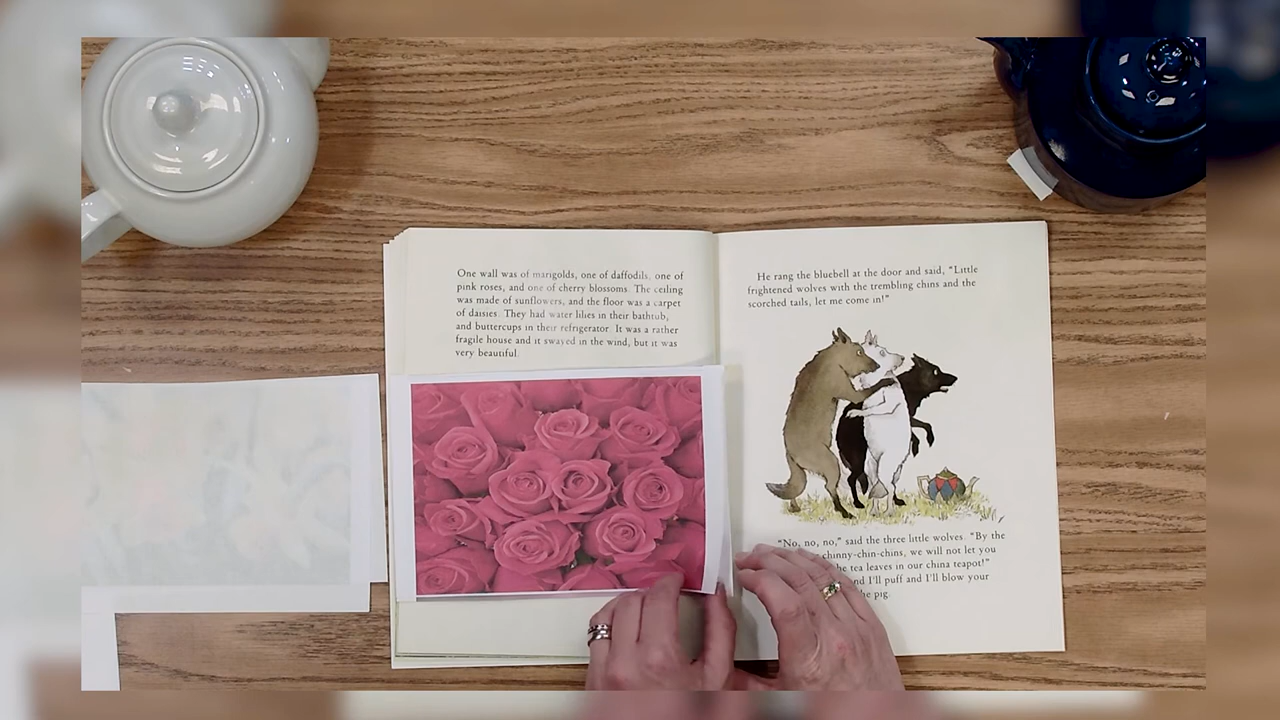 One wall was of marigolds, one of daffodils, one of
pink roses, and one of cherry blossoms. The ceiling
was made of sunflowers, and the floor was a carpet
of daisies. They had water lilies in their bathtub,
and buttercups in their refrigerator. It was a rather
fragile house and it swayed in the wind, but it was
very beautiful.
He rang the bluebell at the door and said, "Little
frightened wolves with the trembling chins and the
scorched tails, let me come in!"
"No, no, no," said the three little wolves. "By the
chinny-chin-chins, we will not let you
he tea leaves in our china teapot!"
nd I'll puff and I'll blow your
he pig.